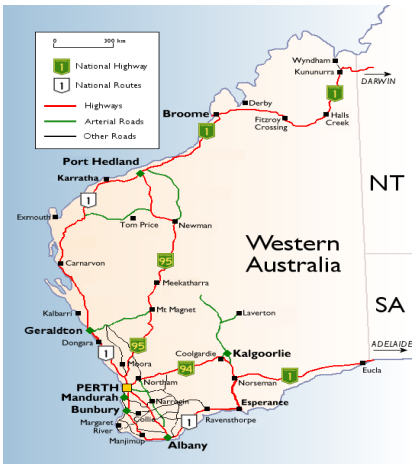 0 300 km
1 National Highway
1 National Routes
Highways
Arterial Roads
Other Roads
Wyndham
Kununurra
DARWIN
1
Derby
Broome
Fitzroy
Crossing
Halls
Creek
1
Port Hedland
Karratha
1
NT
Exmouth
Tom Price
Newman
Western
Australia
95
Carnarvon
Meekatharra
SA
Kalbarri
Mt Magnet
Laverton
Geraldton
Dongara
1
95
ADELAIDE
Moora
Coolgardie
Kalgoorlie
94
Eucla
Northam
Norseman
1
PERTH
Mandurah
Narrogin
Esperance
Bunbury
Collie
Ravensthorpe
Margaret
River
1
Manjimup
Albany